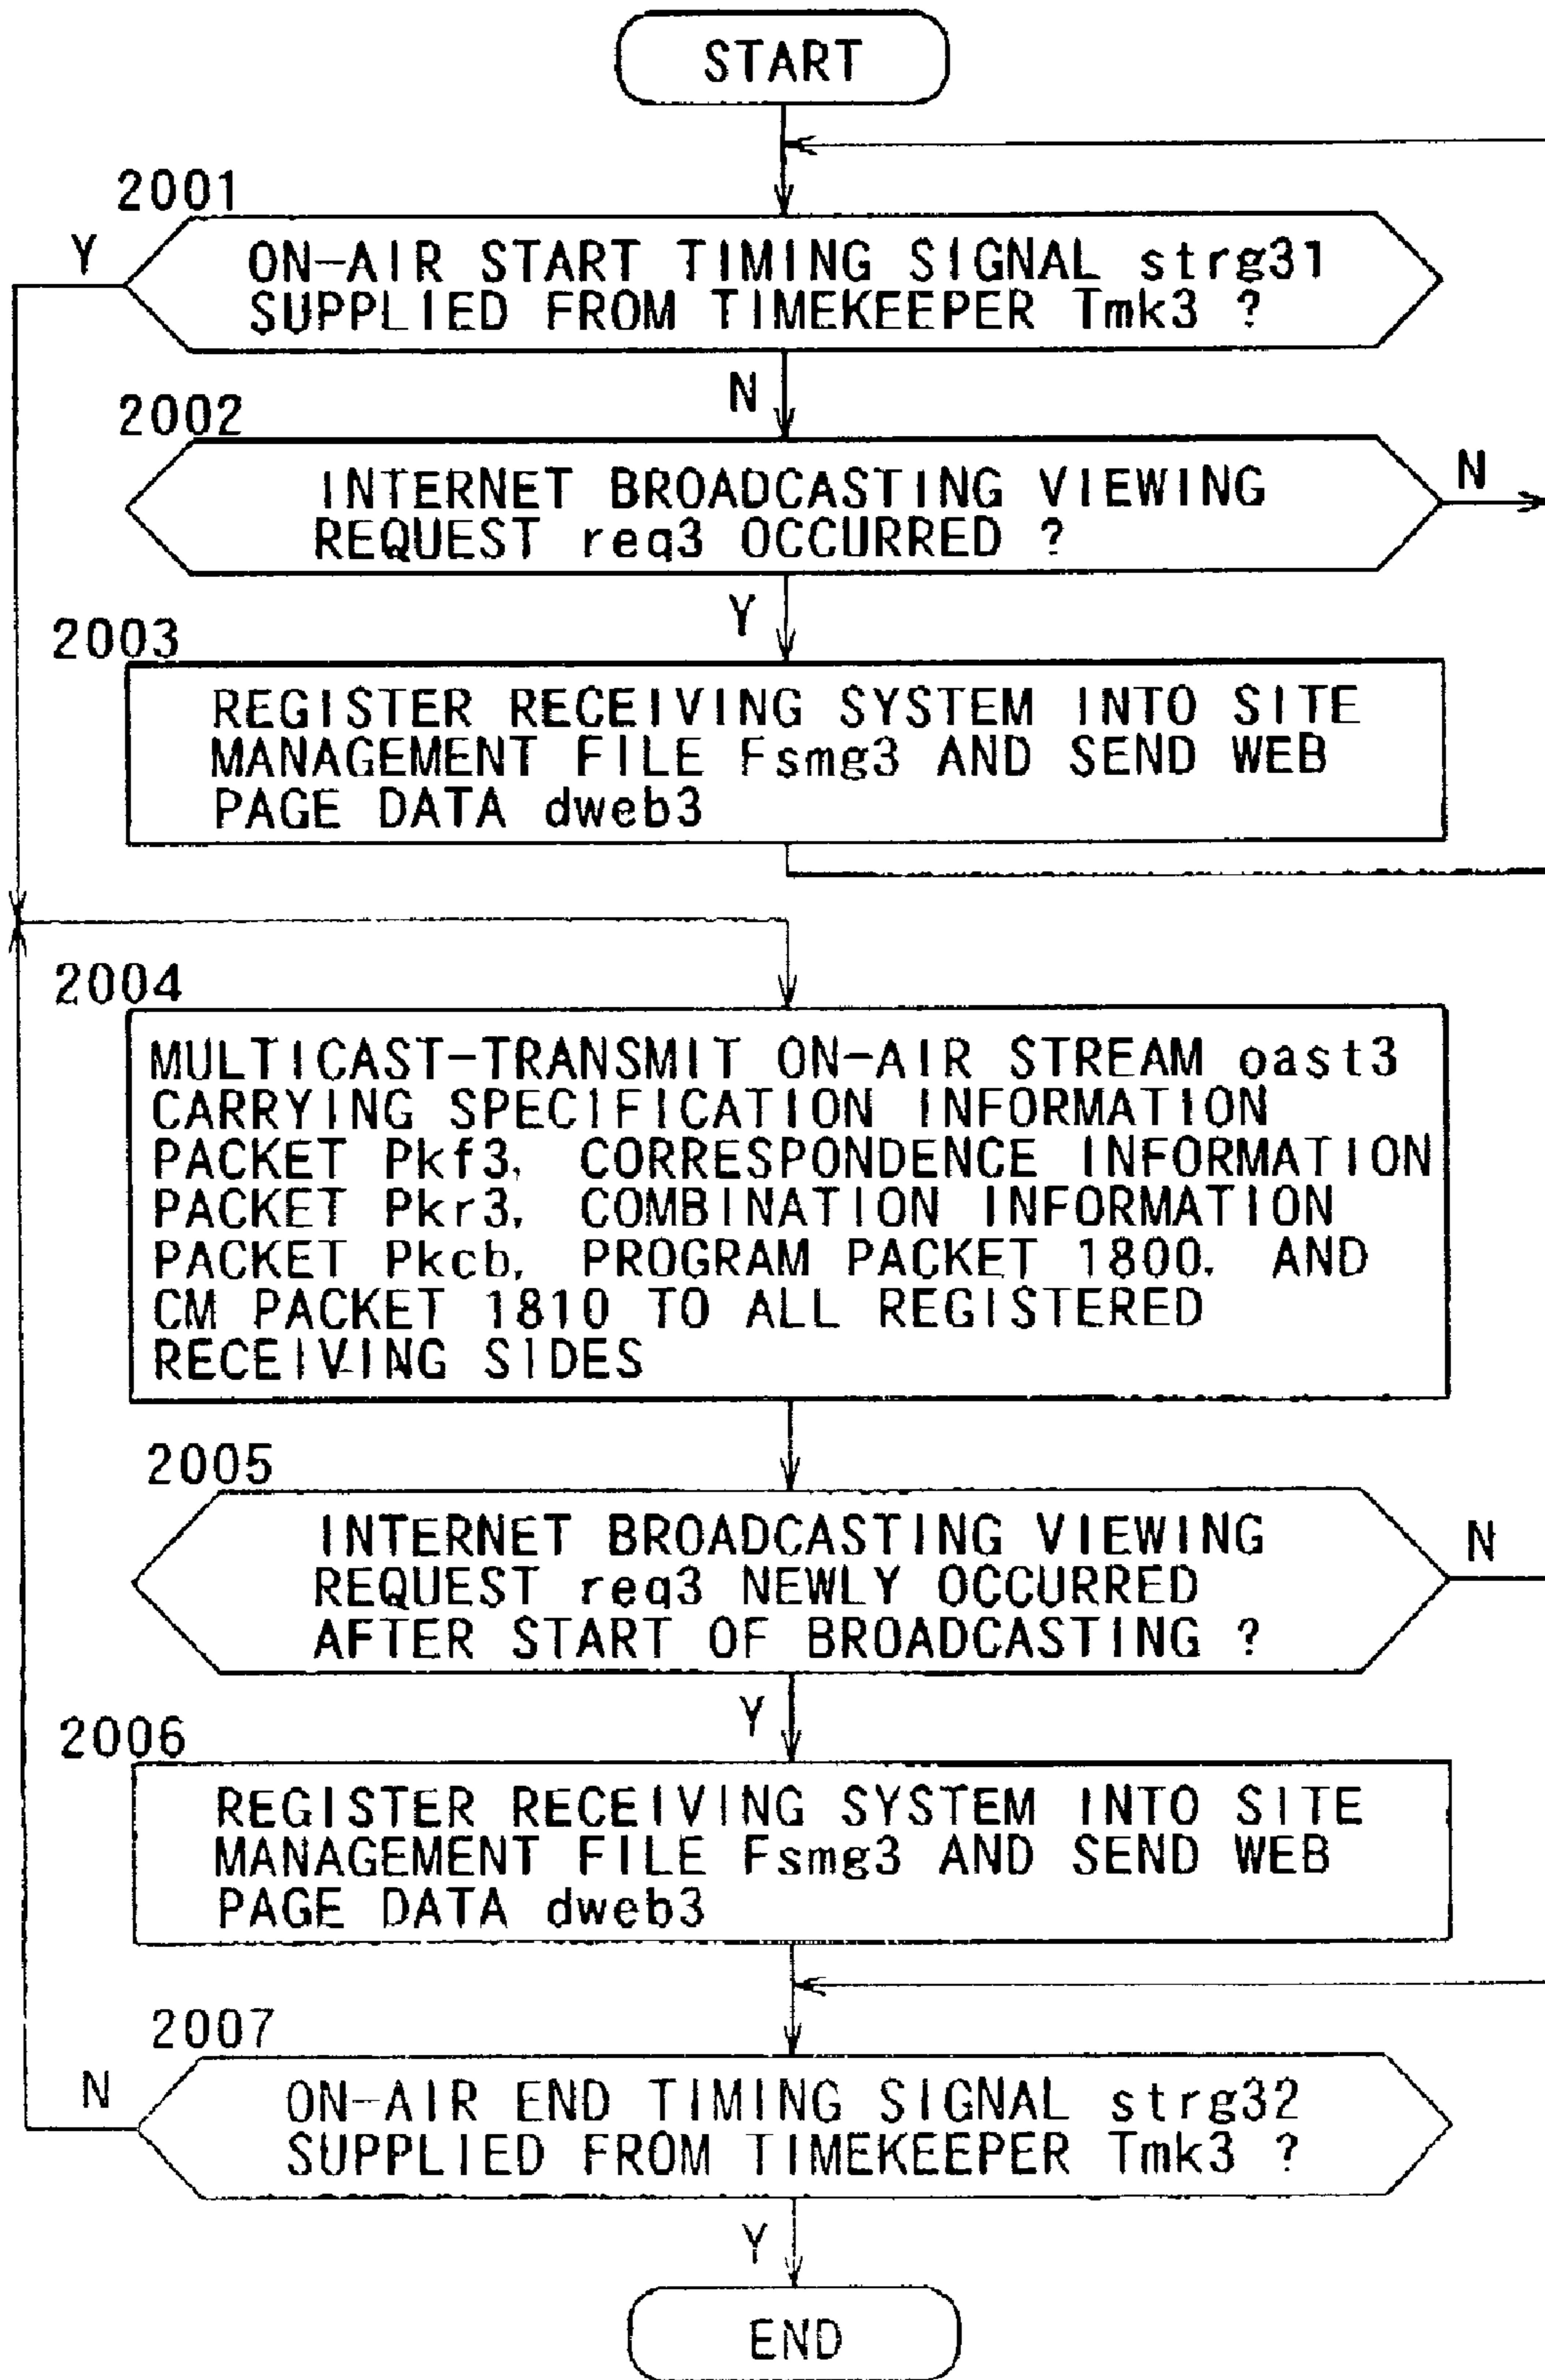 START
2001
Y
ON-AIR START TIMING SIGNAL strg31
SUPPLIED FROM TIMEKEEPER Tmk3 ?
N
2002
INTERNET BROADCASTING VIEWING
REQUEST req3 OCCURRED ?
N
Y
2003
REGISTER RECEIVING SYSTEM INTO SITE
MANAGEMENT FILE Fsmg3 AND SEND WEB
PAGE DATA dweb3
2004
MULTICAST-TRANSMIT ON-AIR STREAM oast3
CARRYING SPECIFICATION INFORMATION
PACKET Pkf3, CORRESPONDENCE INFORMATION
PACKET Pkr3, COMBINATION INFORMATION
PACKET Pkcb, PROGRAM PACKET 1800, AND
CM PACKET 1810 TO ALL REGISTERED
RECEIVING SIDES
2005
INTERNET BROADCASTING VIEWING
REQUEST req3 NEWLY OCCURRED
AFTER START OF BROADCASTING ?
N
Y
2006
REGISTER RECEIVING SYSTEM INTO SITE
MANAGEMENT FILE Fsmg3 AND SEND WEB
PAGE DATA dweb3
2007
N
ON-AIR END TIMING SIGNAL strg32
SUPPLIED FROM TIMEKEEPER Tmk3 ?
Y
END